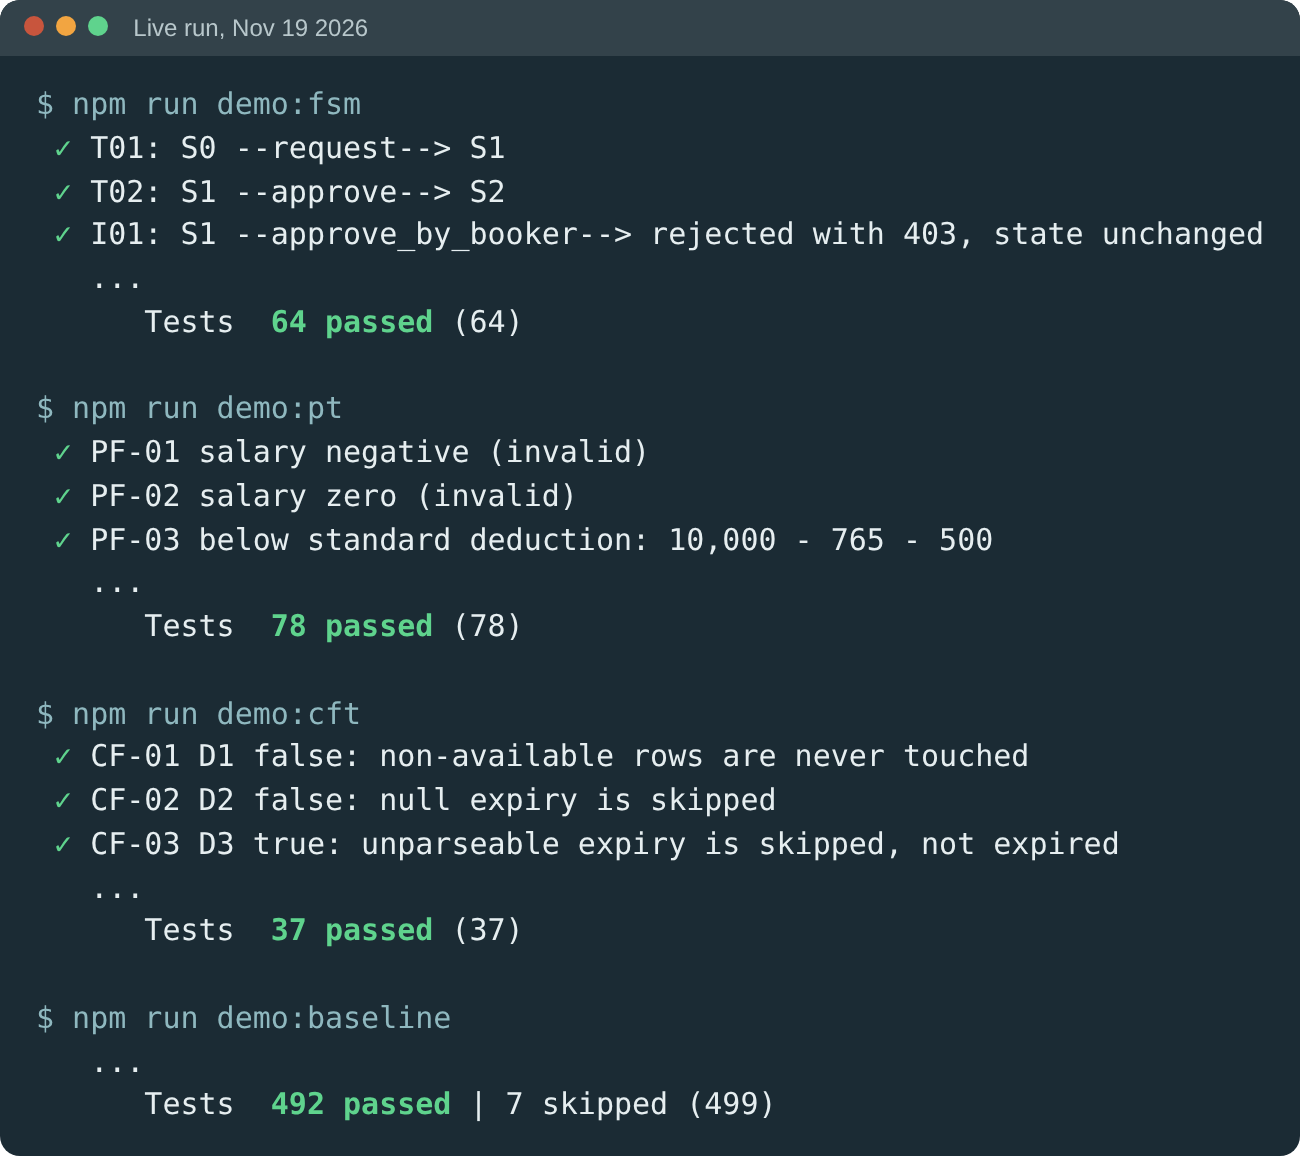 Live run, Nov 19 2026
$ npm run demo:fsm
✓ T01: S0 --request--> S1
✓ T02: S1 --approve--> S2
✓ I01: S1 --approve_by_booker--> rejected with 403, state unchanged
...
Tests  64 passed (64)
$ npm run demo:pt
✓ PF-01 salary negative (invalid)
✓ PF-02 salary zero (invalid)
✓ PF-03 below standard deduction: 10,000 - 765 - 500
...
Tests  78 passed (78)
$ npm run demo:cft
✓ CF-01 D1 false: non-available rows are never touched
✓ CF-02 D2 false: null expiry is skipped
✓ CF-03 D3 true: unparseable expiry is skipped, not expired
...
Tests  37 passed (37)
$ npm run demo:baseline
...
Tests  492 passed | 7 skipped (499)